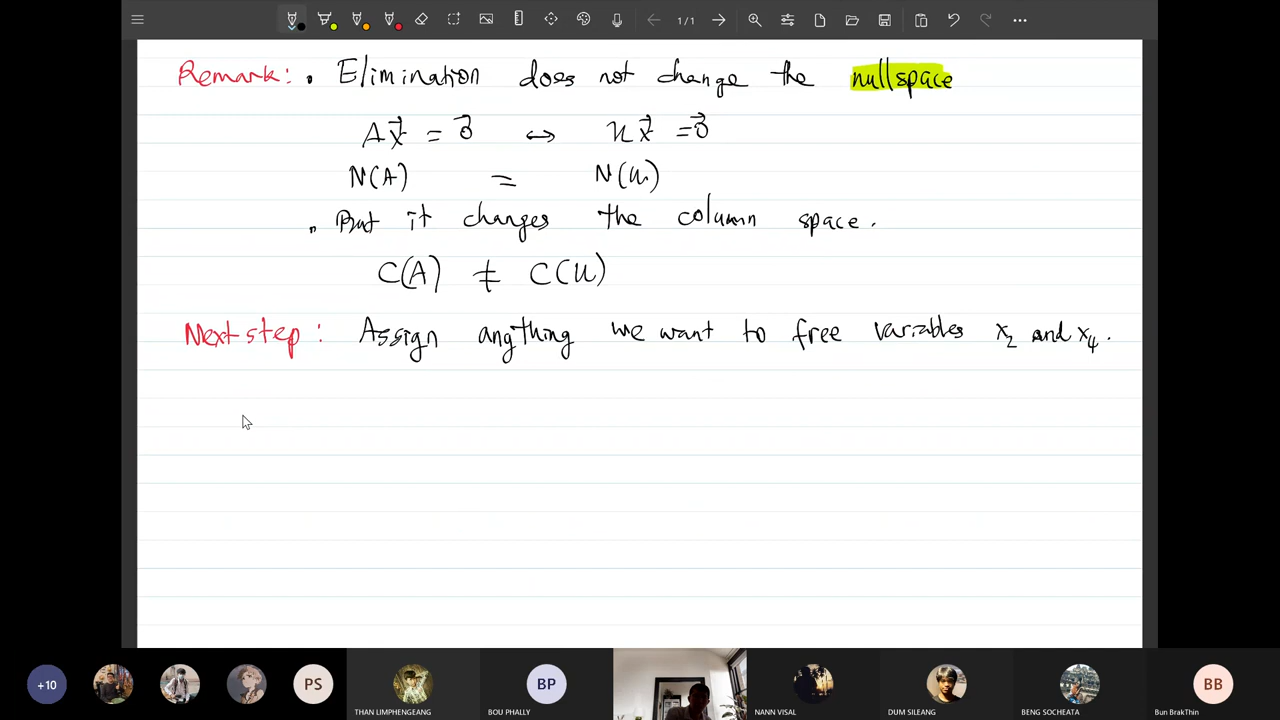 1/1
Remark: . Elimination does not change the nullspace
Ax⃗ = 0⃗ ↔ Ux⃗ = 0⃗
N(A) = N(U)
. But it changes the column space.
C(A) ≠ C(U)
Next step: Assign anything we want to free variables x₂ and x₄.
+10
PS
BP
BB
THAN LIMPHENGEANG
BOU PHALLY
NANN VISAL
DUM SILEANG
BENG SOCHEATA
Bun BrakThin